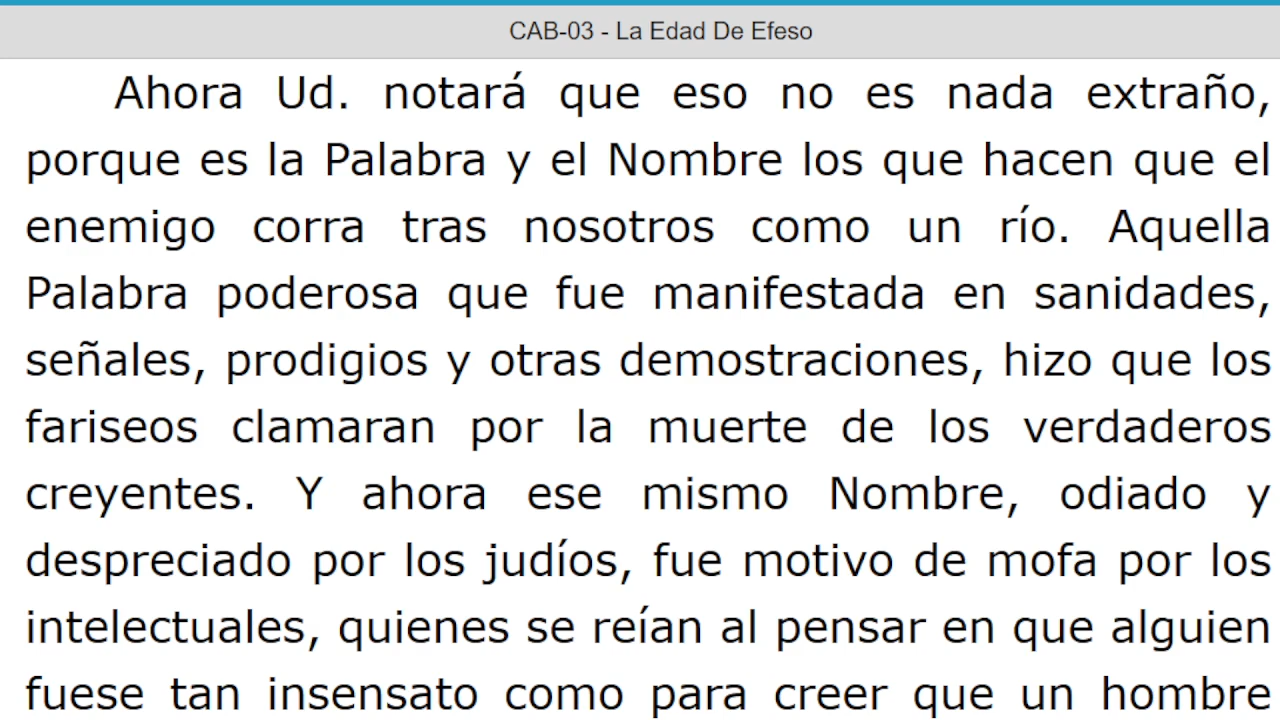 CAB-03 - La Edad De Efeso
Ahora Ud. notará que eso no es nada extraño,
porque es la Palabra y el Nombre los que hacen que el
enemigo corra tras nosotros como un río. Aquella
Palabra poderosa que fue manifestada en sanidades,
señales, prodigios y otras demostraciones, hizo que los
fariseos clamaran por la muerte de los verdaderos
creyentes. Y ahora ese mismo Nombre, odiado y
despreciado por los judíos, fue motivo de mofa por los
intelectuales, quienes se reían al pensar en que alguien
fuese tan insensato como para creer que un hombre